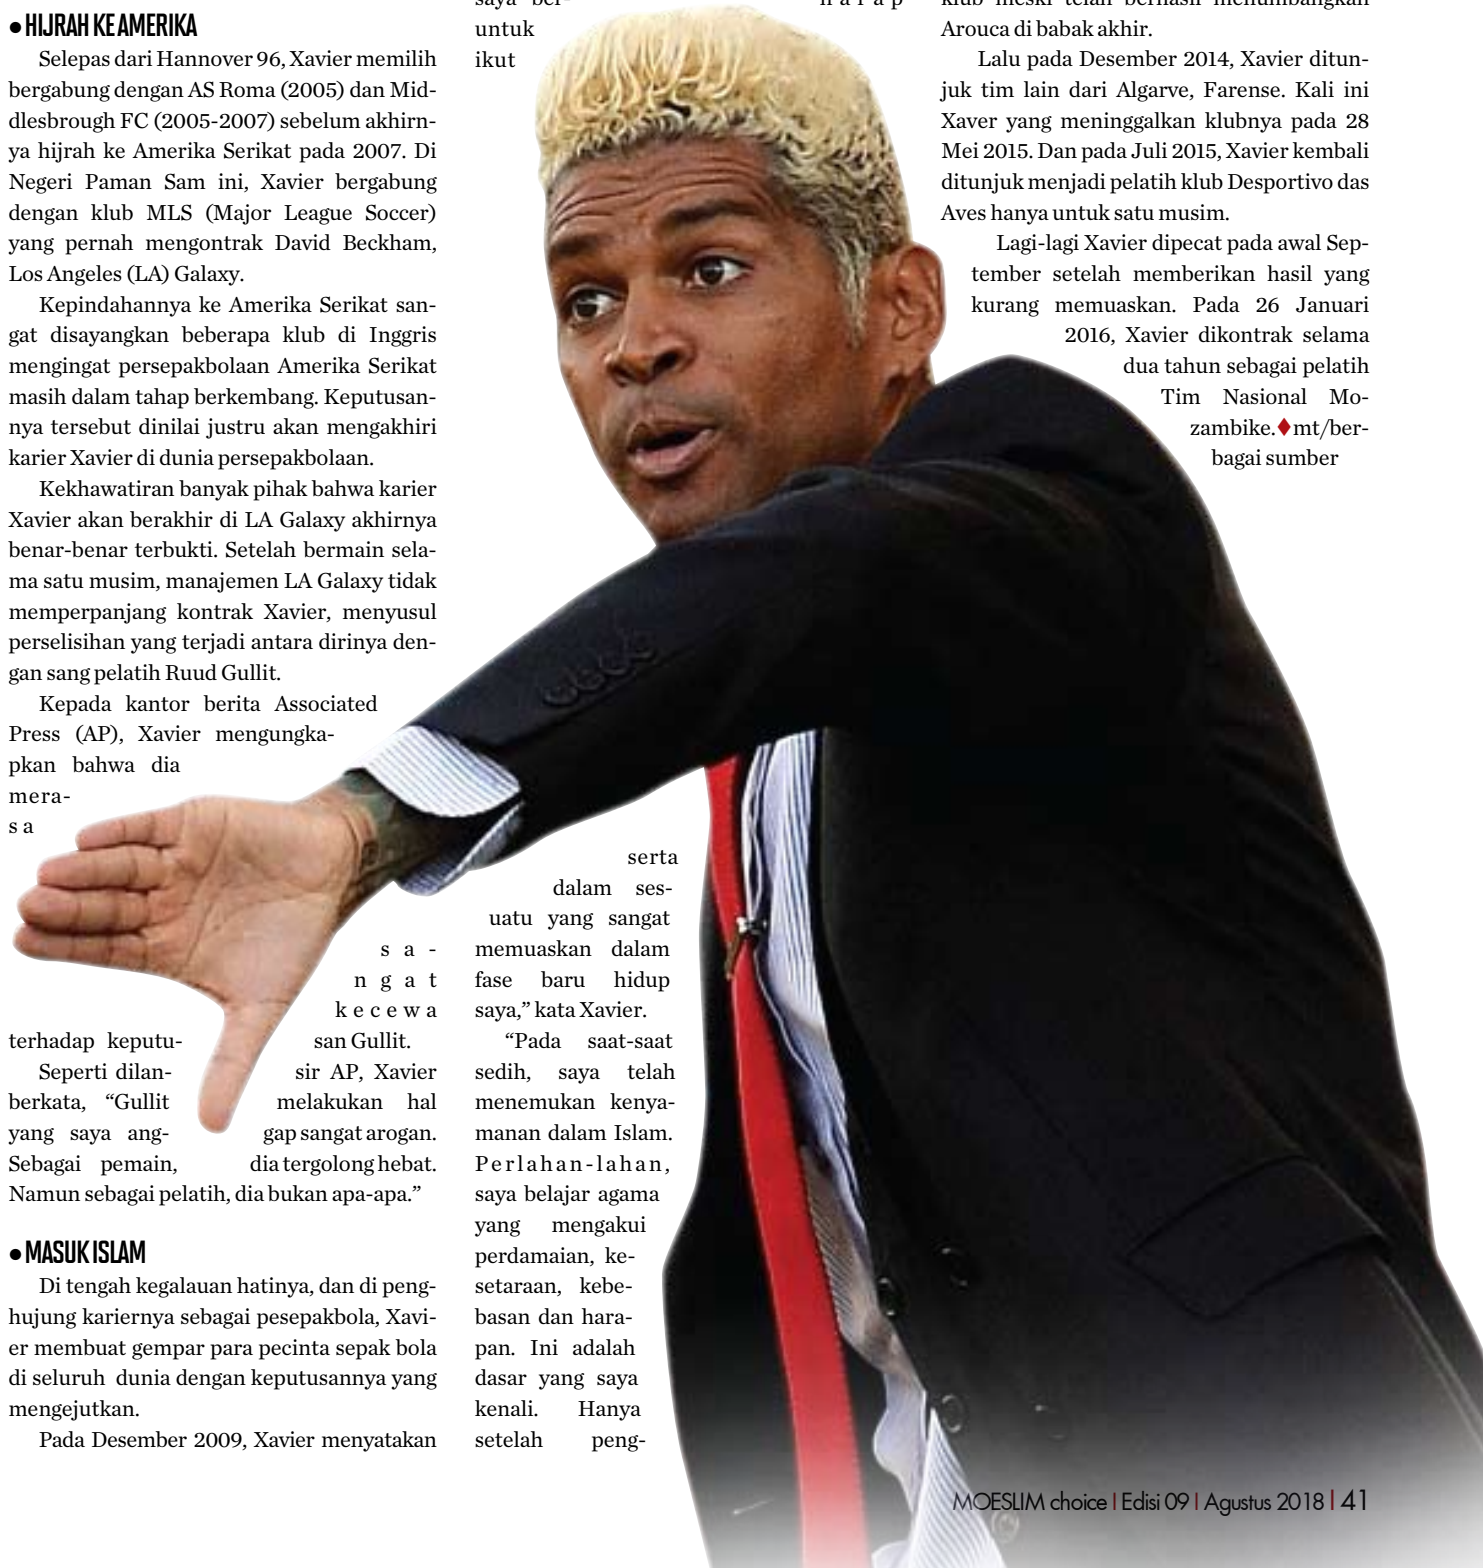 • HIJRAH KE AMERIKA
Selepas dari Hannover 96, Xavier memilih
bergabung dengan AS Roma (2005) dan Mid-
dlesbrough FC (2005-2007) sebelum akhirn-
ya hijrah ke Amerika Serikat pada 2007. Di
Negeri Paman Sam ini, Xavier bergabung
dengan klub MLS (Major League Soccer)
yang pernah mengontrak David Beckham,
Los Angeles (LA) Galaxy.
Kepindahannya ke Amerika Serikat san-
gat disayangkan beberapa klub di Inggris
mengingat persepakbolaan Amerika Serikat
masih dalam tahap berkembang. Keputusan-
nya tersebut dinilai justru akan mengakhiri
karier Xavier di dunia persepakbolaan.
Kekhawatiran banyak pihak bahwa karier
Xavier akan berakhir di LA Galaxy akhirnya
benar-benar terbukti. Setelah bermain sela-
ma satu musim, manajemen LA Galaxy tidak
memperpanjang kontrak Xavier, menyusul
perselisihan yang terjadi antara dirinya den-
gan sang pelatih Ruud Gullit.
Kepada kantor berita Associated
Press (AP), Xavier mengungka-
pkan bahwa dia
mera-
sa
sa-
ngat
kecewa
terhadap keputu- san Gullit.
Seperti dilan- sir AP, Xavier
berkata, “Gullit melakukan hal
yang saya ang- gap sangat arogan.
Sebagai pemain, dia tergolong hebat.
Namun sebagai pelatih, dia bukan apa-apa.”
• MASUK ISLAM
Di tengah kegalauan hatinya, dan di peng-
hujung kariernya sebagai pesepakbola, Xavi-
er membuat gempar para pecinta sepak bola
di seluruh dunia dengan keputusannya yang
mengejutkan.
Pada Desember 2009, Xavier menyatakan
saya ber- harap
untuk
ikut
serta
dalam ses-
uatu yang sangat
memuaskan dalam
fase baru hidup
saya,” kata Xavier.
“Pada saat-saat
sedih, saya telah
menemukan kenya-
manan dalam Islam.
Perlahan-lahan,
saya belajar agama
yang mengakui
perdamaian, ke-
setaraan, kebe-
basan dan hara-
pan. Ini adalah
dasar yang saya
kenali. Hanya
setelah peng-
klub meski telah berhasil menumbangkan
Arouca di babak akhir.
Lalu pada Desember 2014, Xavier ditun-
juk tim lain dari Algarve, Farense. Kali ini
Xaver yang meninggalkan klubnya pada 28
Mei 2015. Dan pada Juli 2015, Xavier kembali
ditunjuk menjadi pelatih klub Desportivo das
Aves hanya untuk satu musim.
Lagi-lagi Xavier dipecat pada awal Sep-
tember setelah memberikan hasil yang
kurang memuaskan. Pada 26 Januari
2016, Xavier dikontrak selama
dua tahun sebagai pelatih
Tim Nasional Mo-
zambike.♦mt/ber-
bagai sumber
MOESLIM choice | Edisi 09 | Agustus 2018 | 41